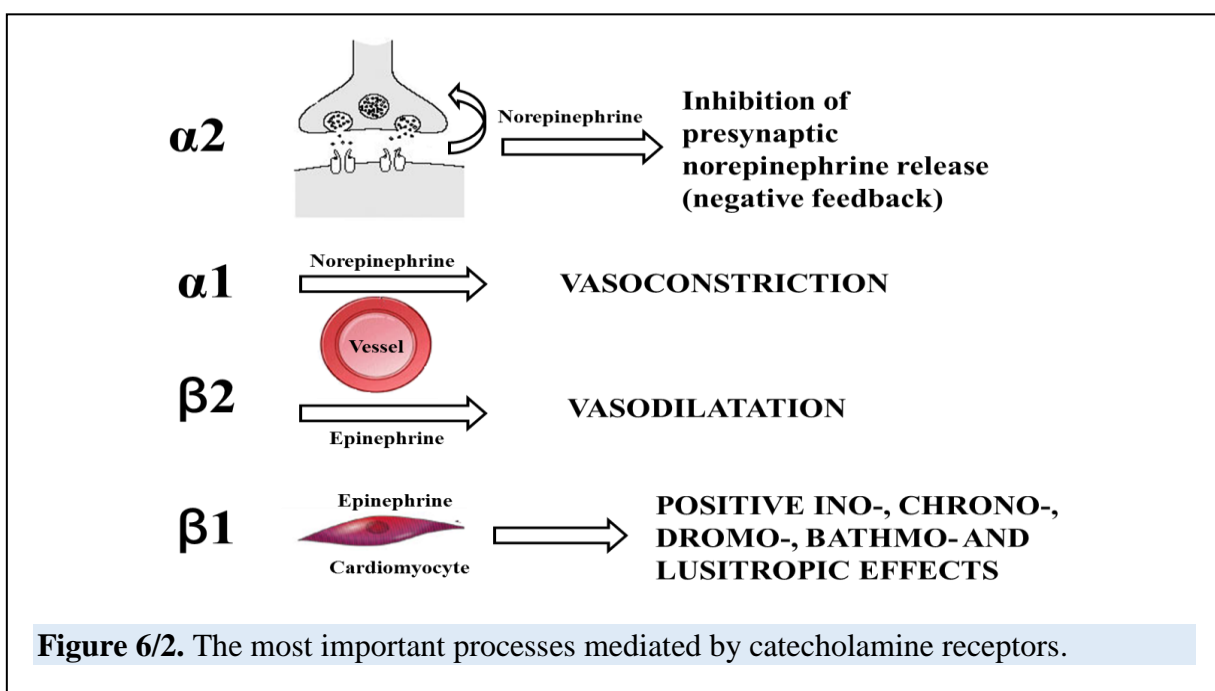 α2
Norepinephrine
Inhibition of
presynaptic
norepinephrine release
(negative feedback)
α1
Norepinephrine
VASOCONSTRICTION
Vessel
β2
Epinephrine
VASODILATATION
β1
Epinephrine
Cardiomyocyte
POSITIVE INO-, CHRONO-,
DROMO-, BATHMO- AND
LUSITROPIC EFFECTS
Figure 6/2. The most important processes mediated by catecholamine receptors.